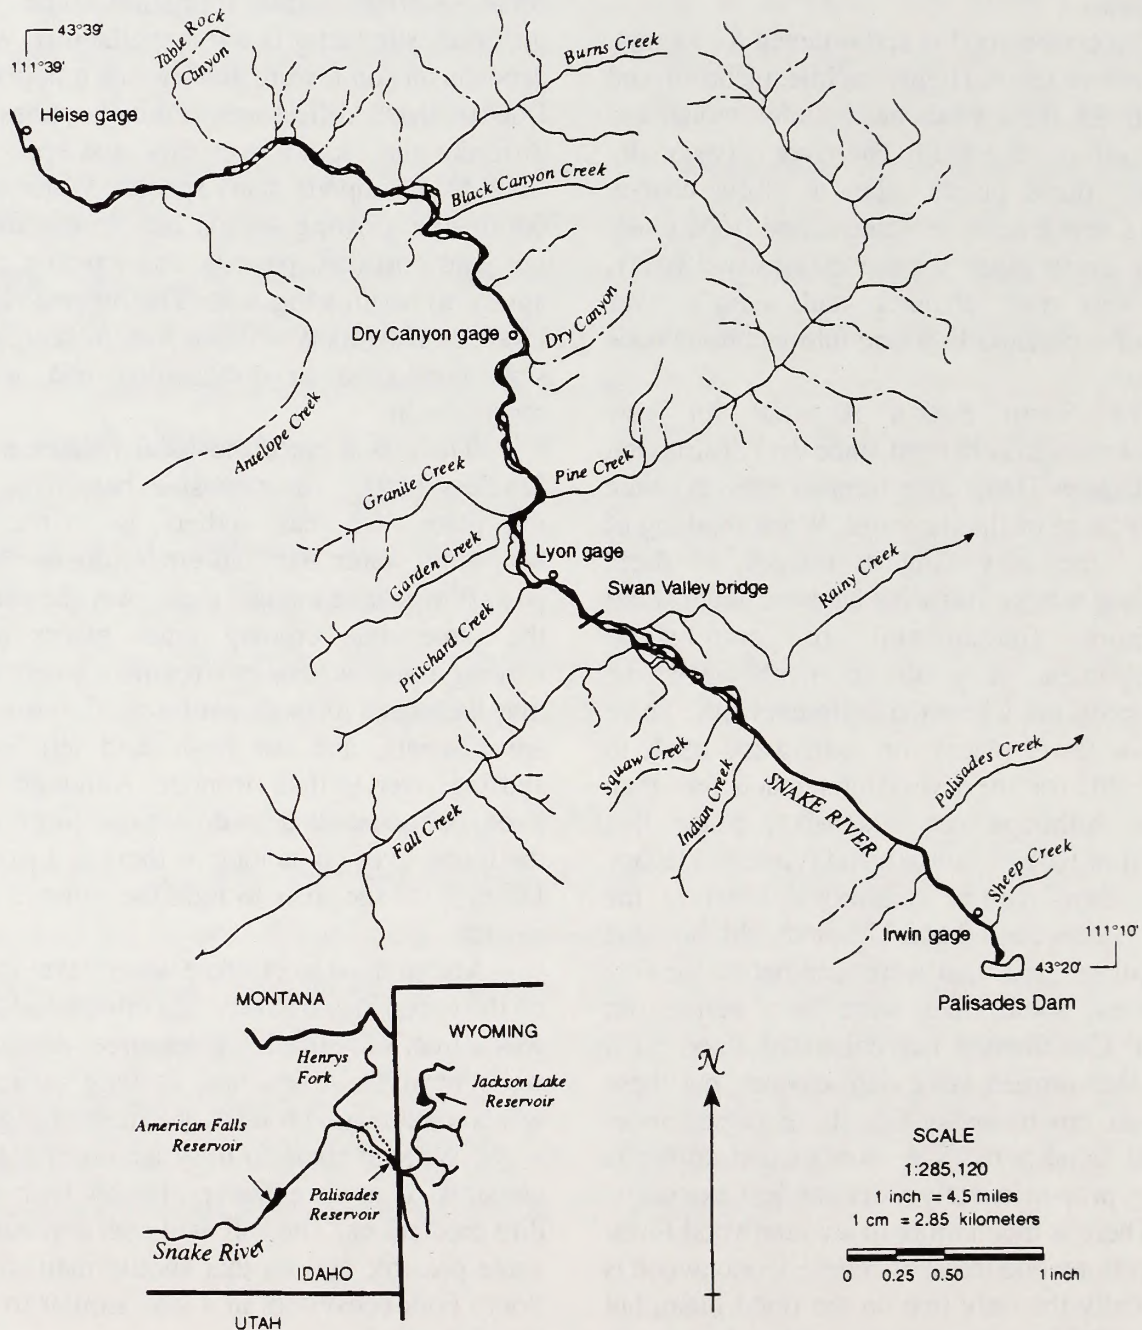 43°39'
111°39'
Table Rock
Canyon
Burns Creek
Heise gage
Black Canyon Creek
Dry Canyon gage
Dry Canyon
Antelope Creek
Granite Creek
Pine Creek
Garden Creek
Lyon gage
Swan Valley bridge
Rainy Creek
Pritchard Creek
Squaw Creek
Indian Creek
SNAKE RIVER
Palisades Creek
Fall Creek
Sheep Creek
Irwin gage
111°10'
43°20'
Palisades Dam
MONTANA
WYOMING
Henrys
Fork
Jackson Lake
Reservoir
American Falls
Reservoir
Palisades
Reservoir
Snake River
IDAHO
UTAH
N
SCALE
1:285,120
1 inch = 4.5 miles
1 cm = 2.85 kilometers
0 0.25 0.50 1 inch